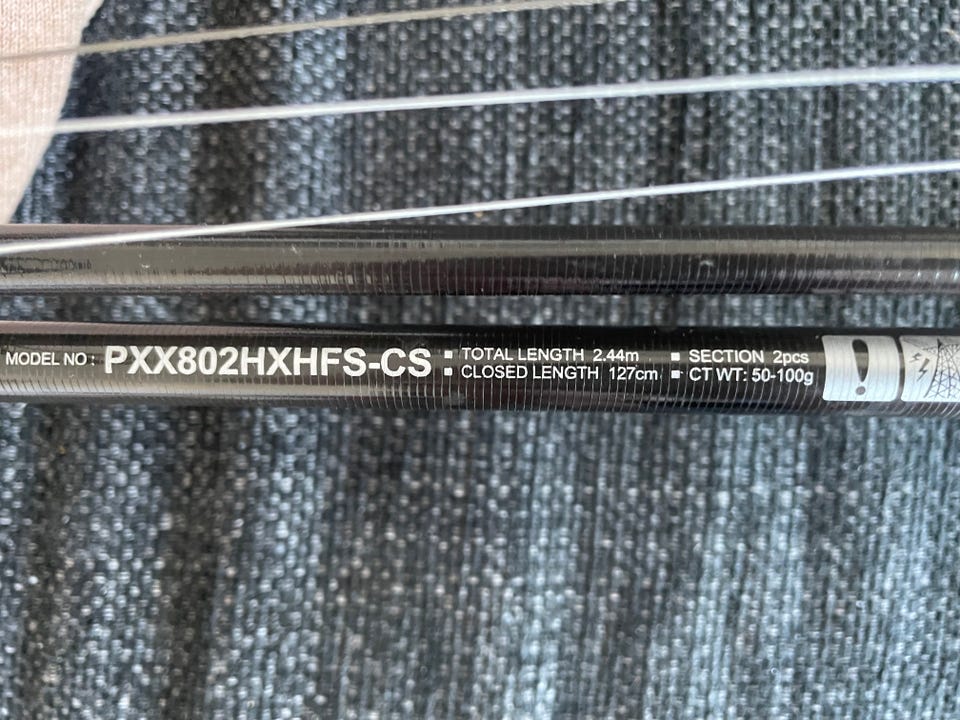 MODEL NO : PXX802HXHFS-CS
▪ TOTAL LENGTH 2.44m ▪ SECTION 2pcs
▪ CLOSED LENGTH 127cm ▪ CT WT: 50-100g
!